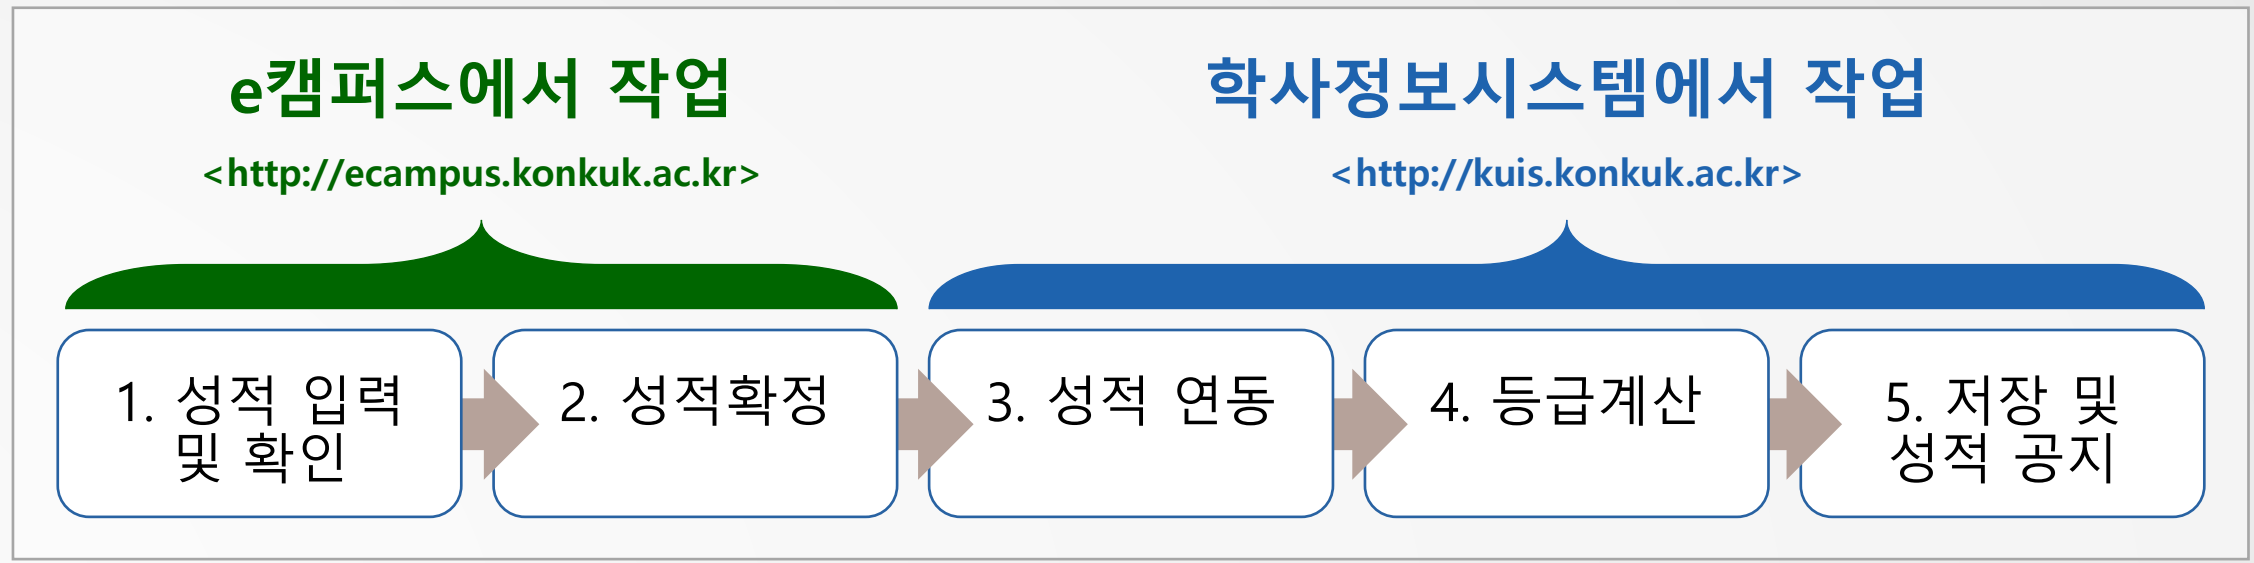 e캠퍼스에서 작업
<http://ecampus.konkuk.ac.kr>
학사정보시스템에서 작업
<http://kuis.konkuk.ac.kr>
1. 성적 입력
및 확인
2. 성적확정
3. 성적 연동
4. 등급계산
5. 저장 및
성적 공지